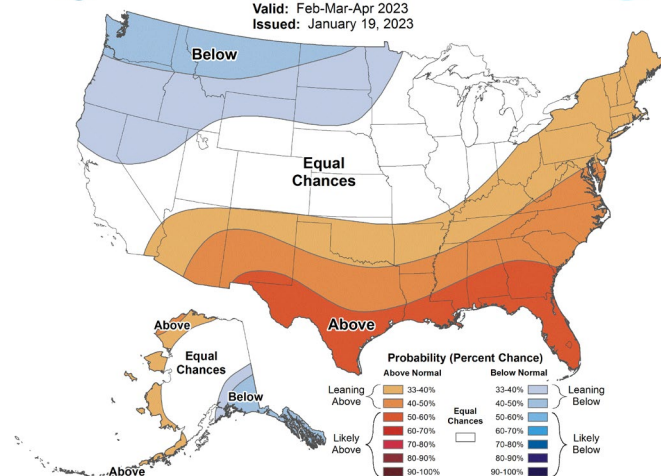 Valid: Feb-Mar-Apr 2023
Issued: January 19, 2023
Below
Equal
Chances
Above
Above
Equal
Chances
Below
Above
Probability (Percent Chance)
Above Normal
Below Normal
Leaning
Above
33-40%
40-50%
Likely
Above
50-60%
60-70%
70-80%
80-90%
90-100%
Equal
Chances
33-40%
40-50%
Leaning
Below
50-60%
60-70%
70-80%
80-90%
90-100%
Likely
Below